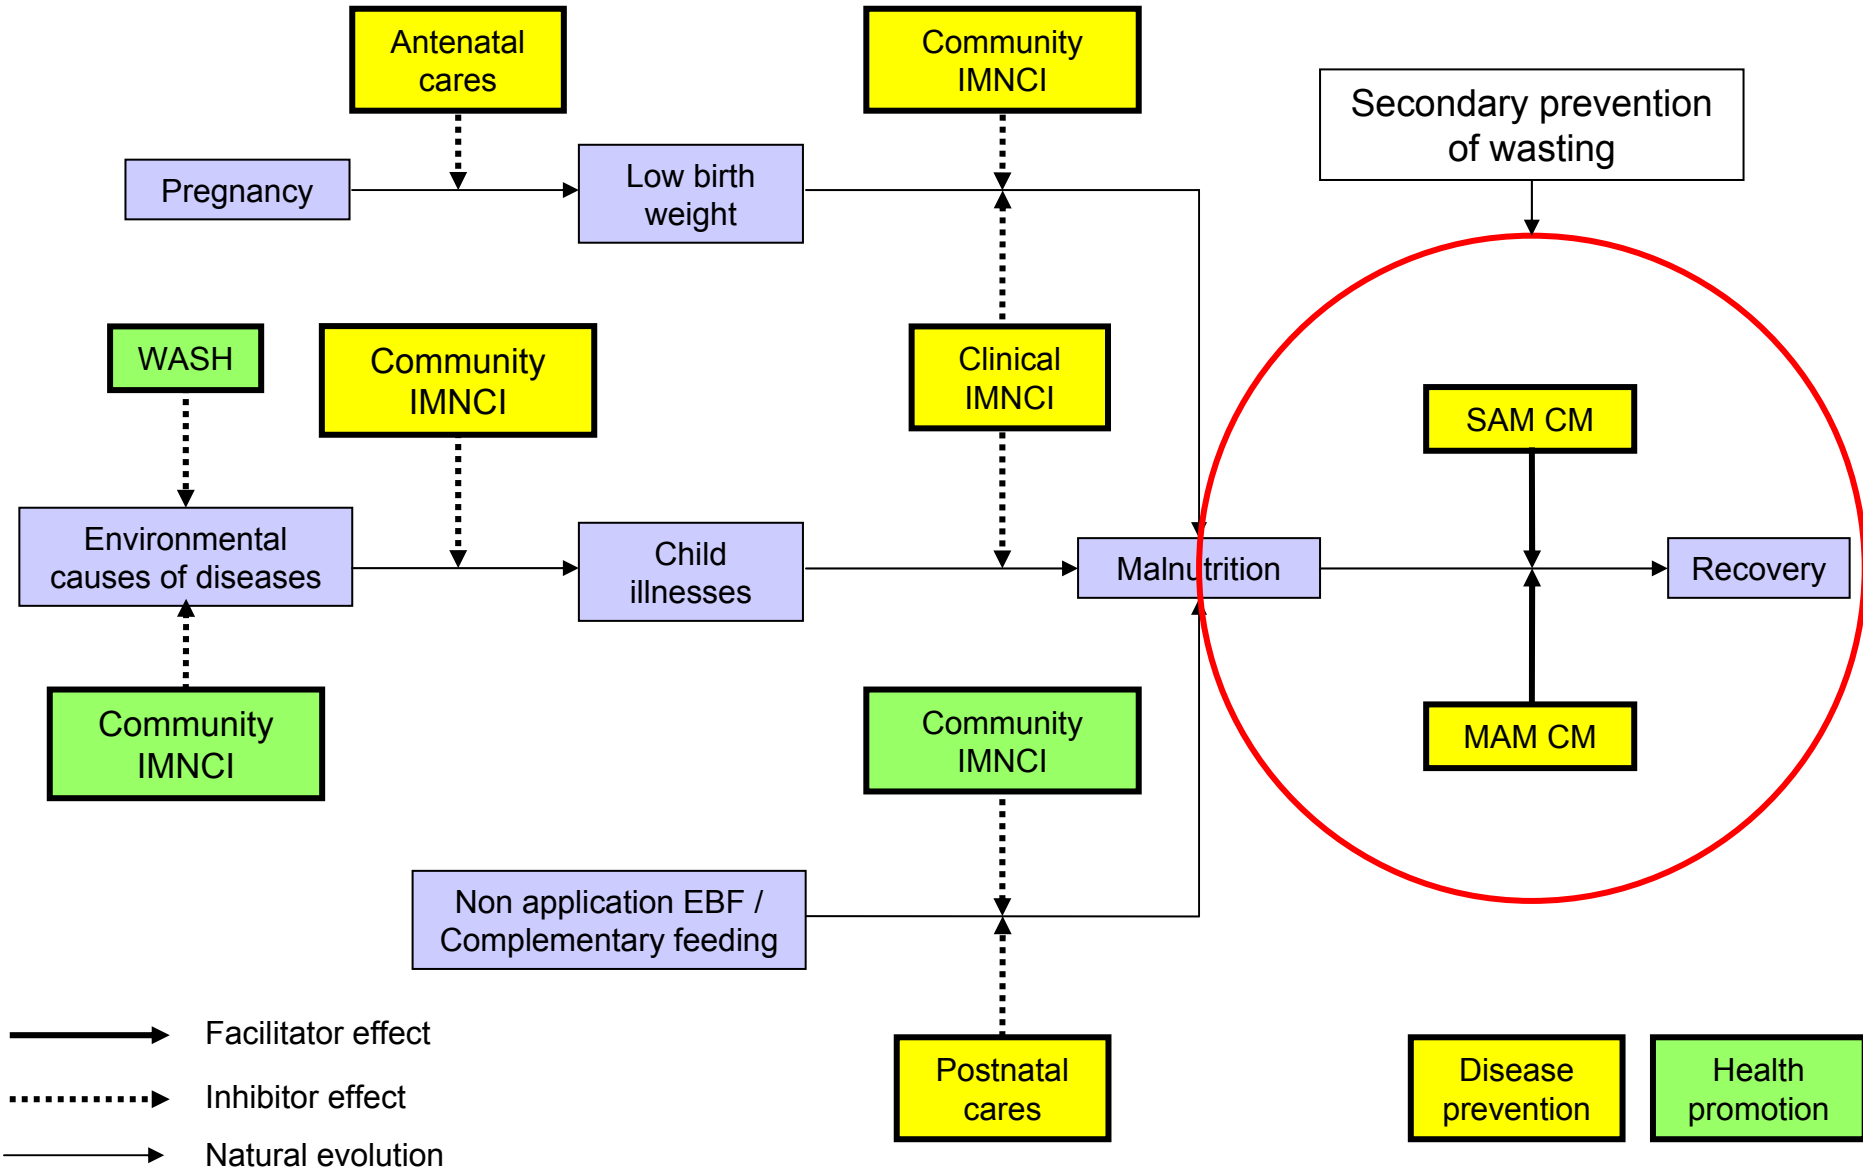 Antenatal
cares
Community
IMNCI
Secondary prevention
of wasting
Pregnancy
Low birth
weight
WASH
Community
IMNCI
Clinical
IMNCI
SAM CM
Environmental
causes of diseases
Child
illnesses
Malnutrition
Recovery
Community
IMNCI
Community
IMNCI
MAM CM
Non application EBF /
Complementary feeding
Facilitator effect
Inhibitor effect
Natural evolution
Postnatal
cares
Disease
prevention
Health
promotion